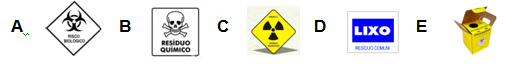 A
RISCO
BIOLÓGICO
B
RESÍDUO
QUÍMICO
C
D
LIXO
RESÍDUO COMUM
E